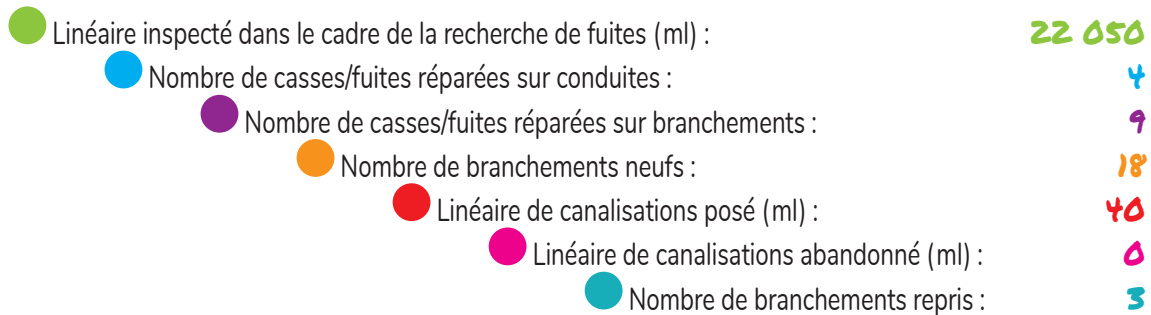 Linéaire inspecté dans le cadre de la recherche de fuites (ml) : 22 050
Nombre de casses/fuites réparées sur conduites : 4
Nombre de casses/fuites réparées sur branchements : 9
Nombre de branchements neufs : 18
Linéaire de canalisations posé (ml) : 40
Linéaire de canalisations abandonné (ml) : 0
Nombre de branchements repris : 3